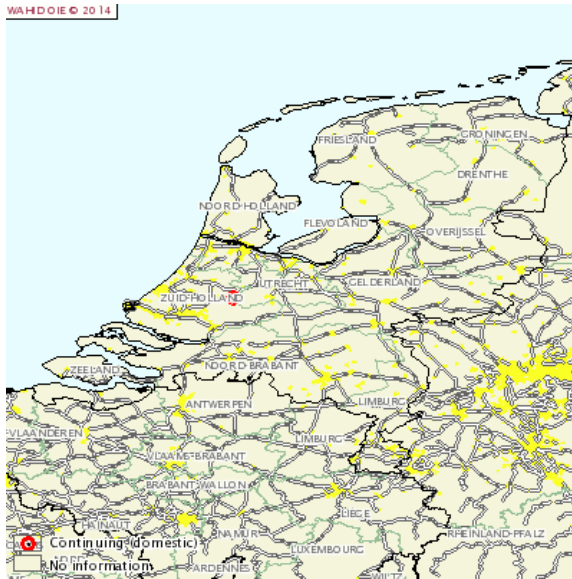 WAHID OIE © 2014
FRIESLAND
GRONINGEN
DRENTHE
NOORD-HOLLAND
FLEVOLAND
OVERIJSSEL
UTRECHT
GELDERLAND
ZUID-HOLLAND
ZEELAND
NOORD-BRABANT
ANTWERPEN
LIMBURG
-VLAANDEREN
LIMBURG
VLAAMS-BRABANT
BRABANT WALLON
LIEGE
HAINAUT
NAMUR
RHEINLAND-PFALZ
Continuing (domestic)
LUXEMBOURG
No information
ARDENNES